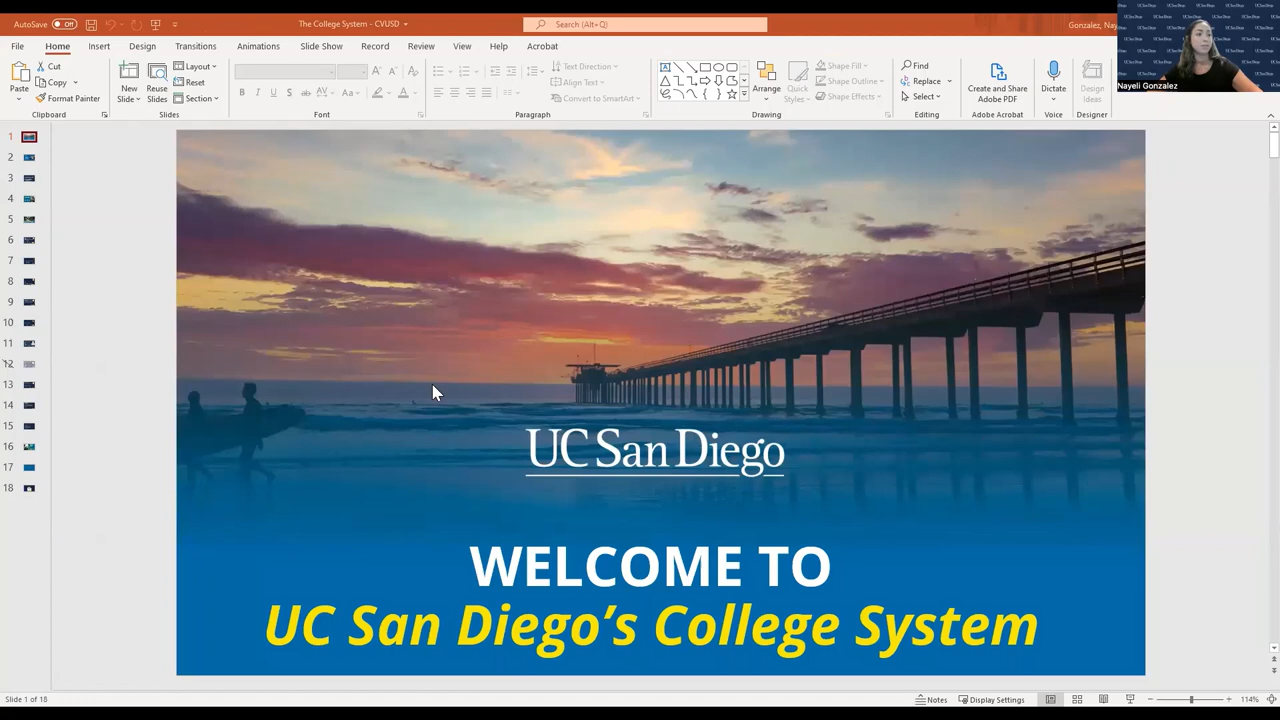 AutoSave Off
The College System - CVUSD
Search (Alt+Q)
Gonzalez, Nay
File Home Insert Design Transitions Animations Slide Show Record Review View Help Acrobat
Paste
Cut
Copy
Format Painter
Clipboard
New Slide
Reuse Slides
Layout
Reset
Section
Slides
B I U S
Font
Text Direction
Align Text
Convert to SmartArt
Paragraph
Arrange
Quick Styles
Shape Fill
Shape Outline
Shape Effects
Drawing
Find
Replace
Select
Editing
Create and Share Adobe PDF
Adobe Acrobat
Dictate
Voice
Design Ideas
Designer
UC San Diego
Nayeli Gonzalez
1
2
3
4
5
6
7
8
9
10
11
12
13
14
15
16
17
18
UC San Diego
WELCOME TO
UC San Diego’s College System
Slide 1 of 18
Notes
Display Settings
114%